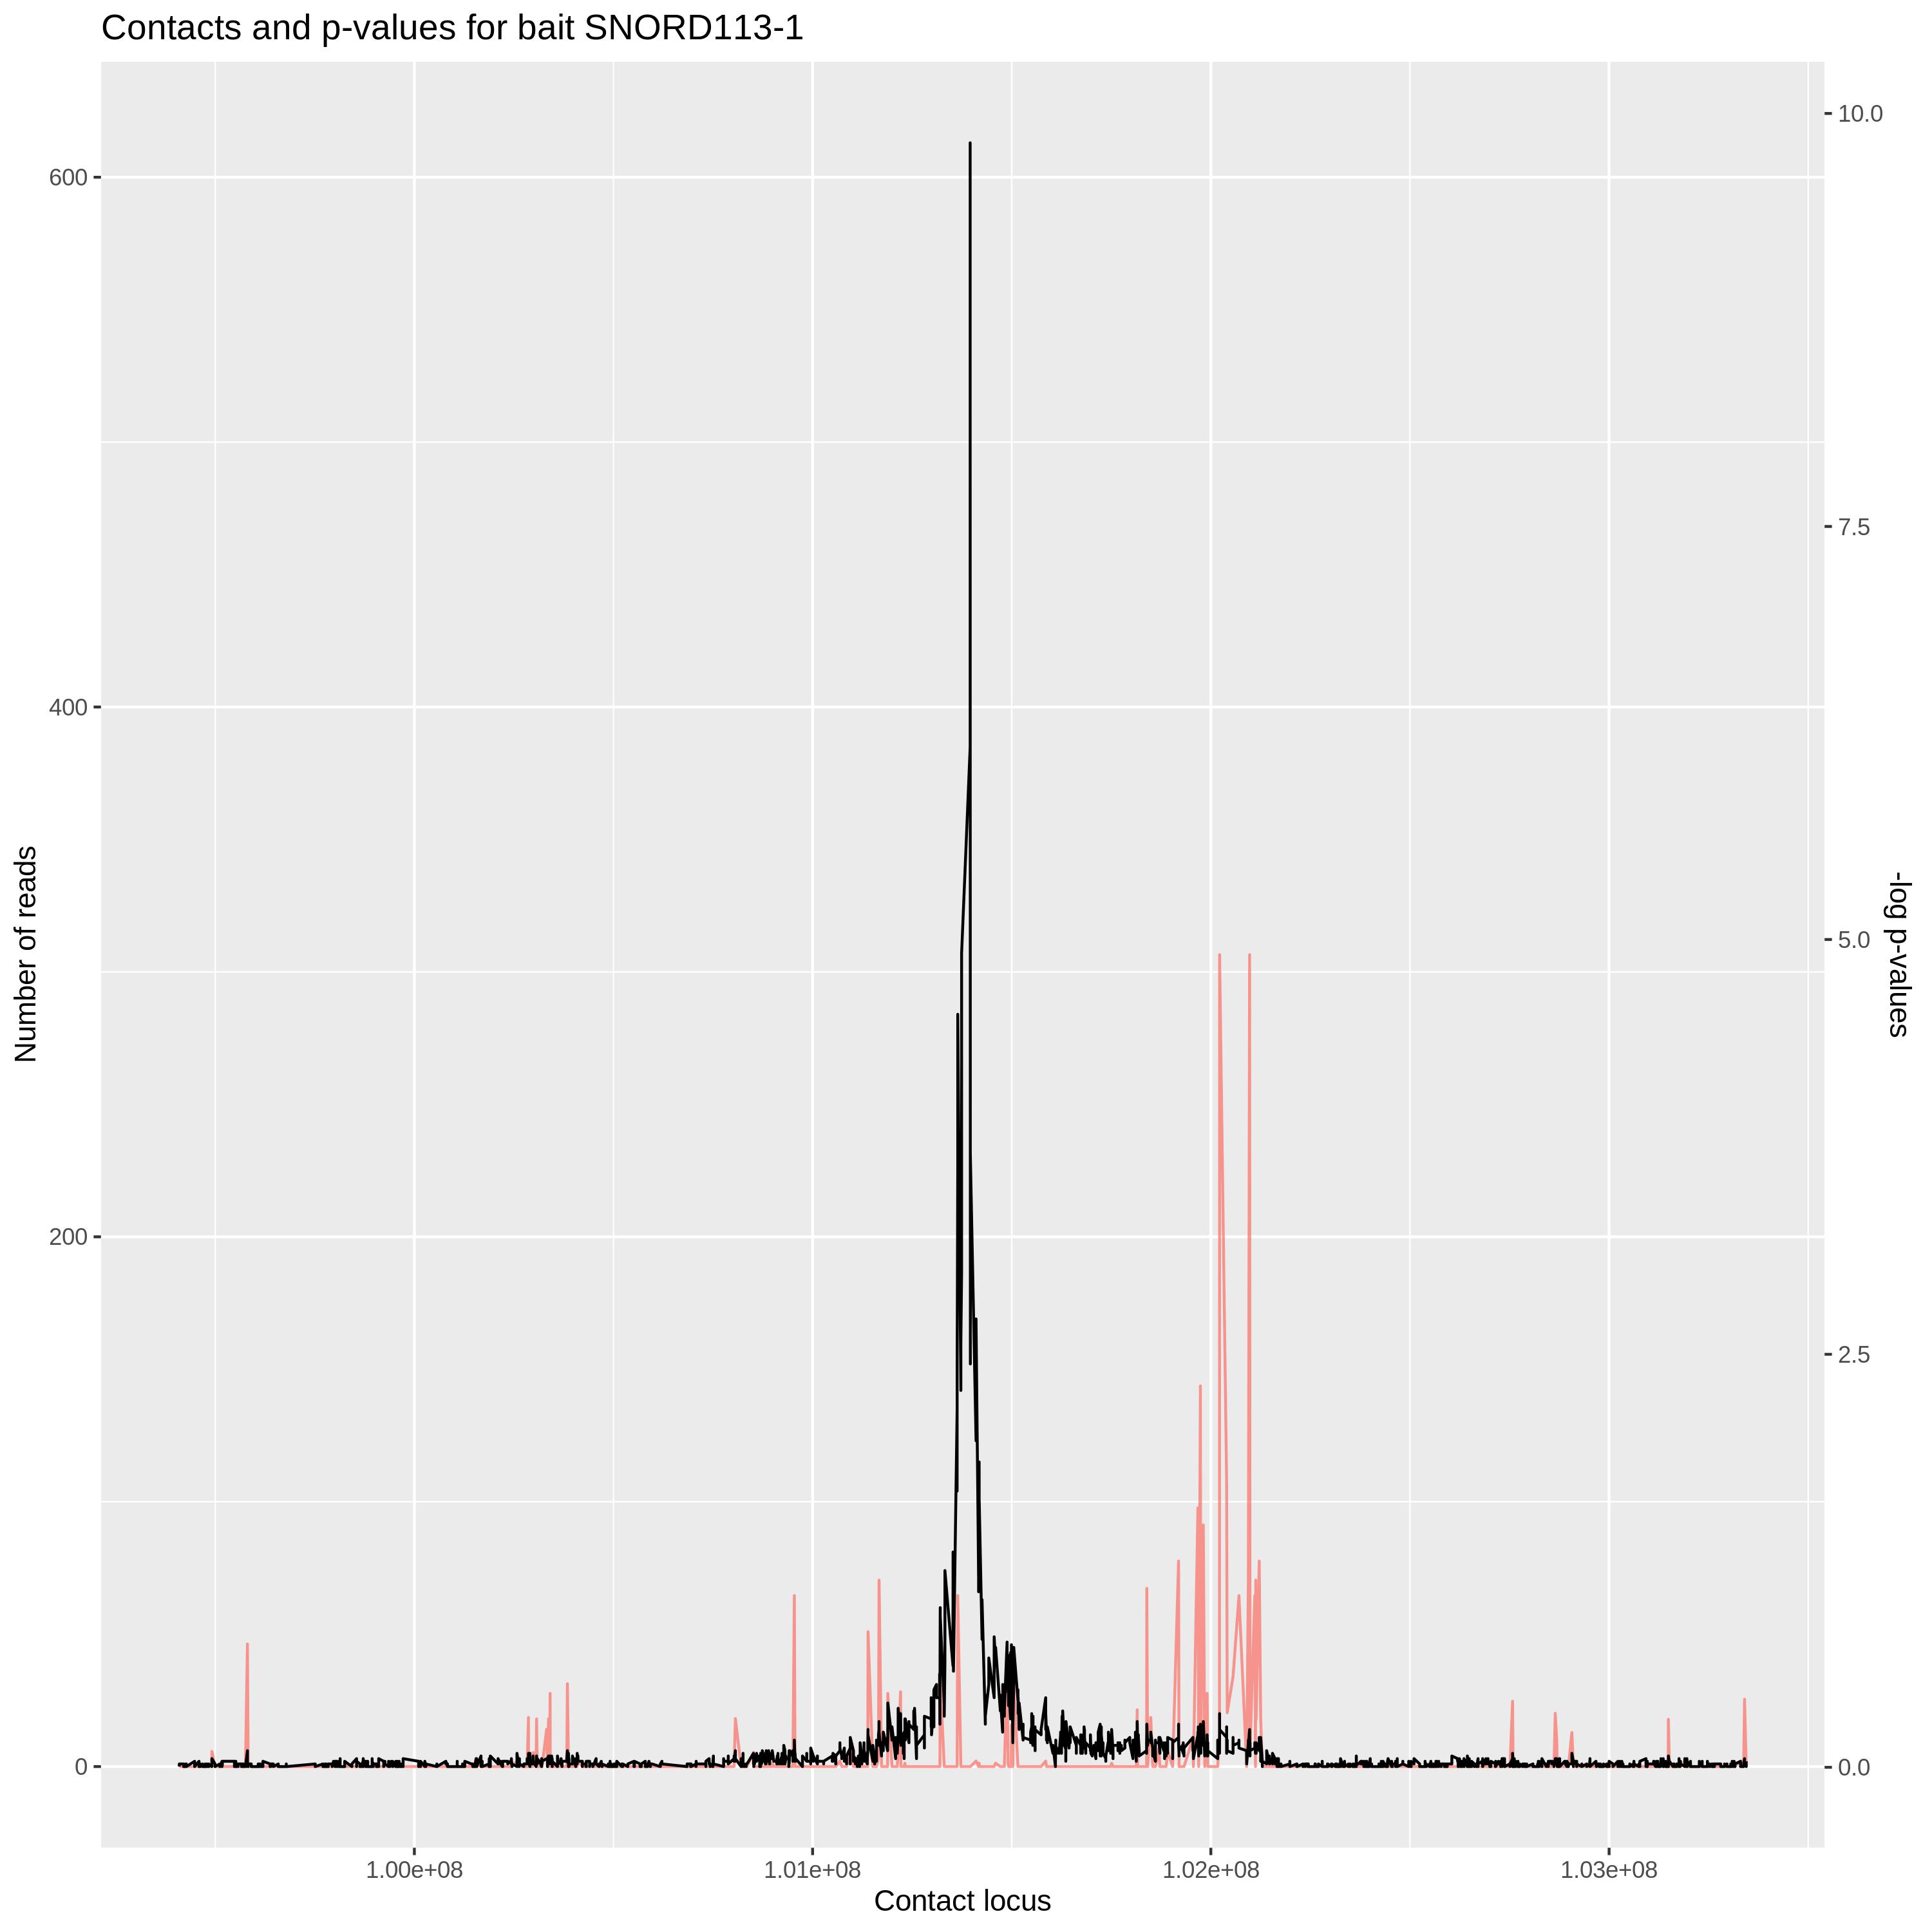 Contacts and p-values for bait SNORD113-1
10.0
600
7.5
400
5.0
Number of reads
-log p-values
2.5
200
0
0.0
1.00e+08 1.01e+08 1.02e+08 1.03e+08
Contact locus